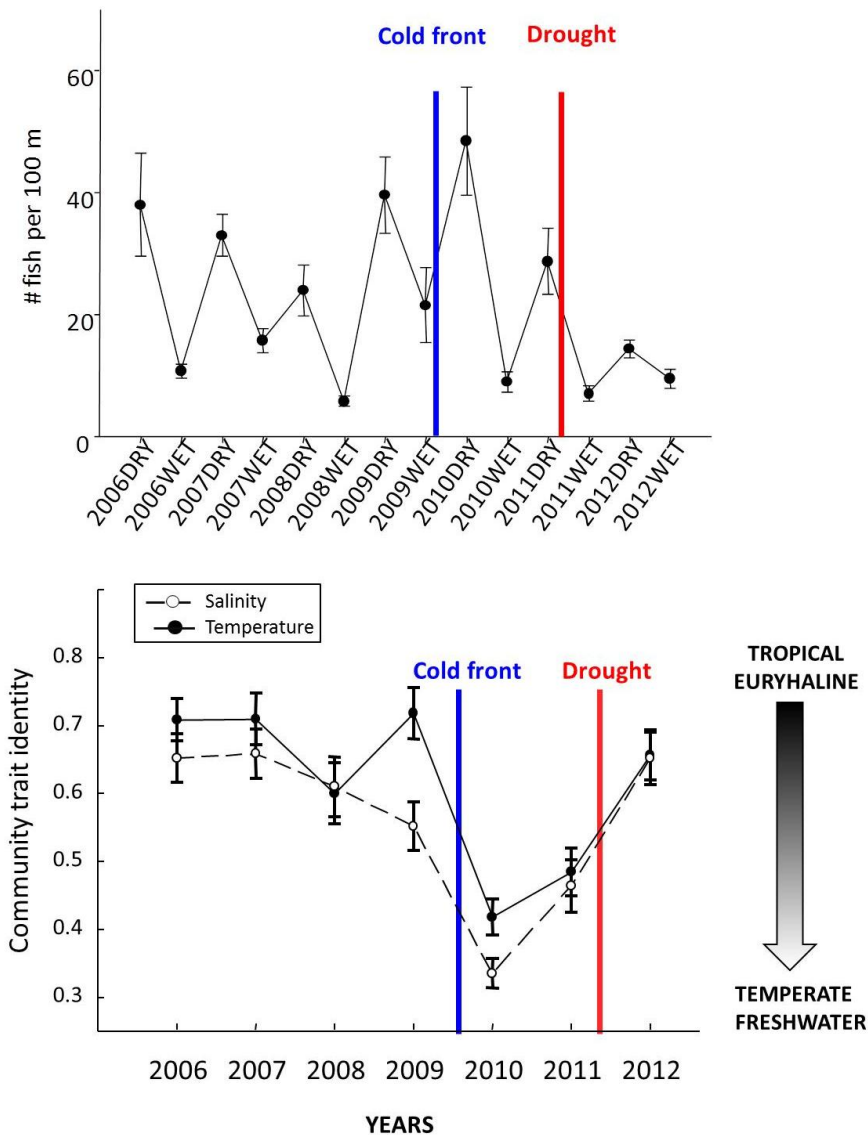 Cold front
Drought
# fish per 100 m
60
40
20
0
2006DRY
2006WET
2007DRY
2007WET
2008DRY
2008WET
2009DRY
2009WET
2010DRY
2010WET
2011DRY
2011WET
2012DRY
2012WET
Salinity
Temperature
Community trait identity
0.8
0.7
0.6
0.5
0.4
0.3
Cold front
Drought
TROPICAL
EURYHALINE
TEMPERATE
FRESHWATER
2006
2007
2008
2009
2010
2011
2012
YEARS